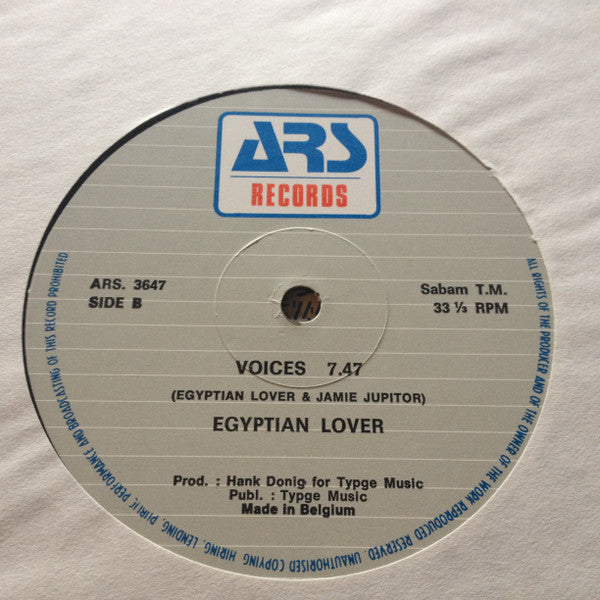 ARS
RECORDS
ARS. 3647
SIDE B
Sabam T.M.
33 ⅓ RPM
VOICES 7.47
(EGYPTIAN LOVER & JAMIE JUPITOR)
EGYPTIAN LOVER
Prod. : Hank Donig for Typge Music
Publ. : Typge Music
Made in Belgium
ALL RIGHTS OF THE PRODUCER AND OF THE OWNER OF THE WORK REPRODUCED RESERVED. UNAUTHORISED COPYING, HIRING, LENDING, PUBLIC PERFORMANCE AND BROADCASTING OF THIS RECORD PROHIBITED